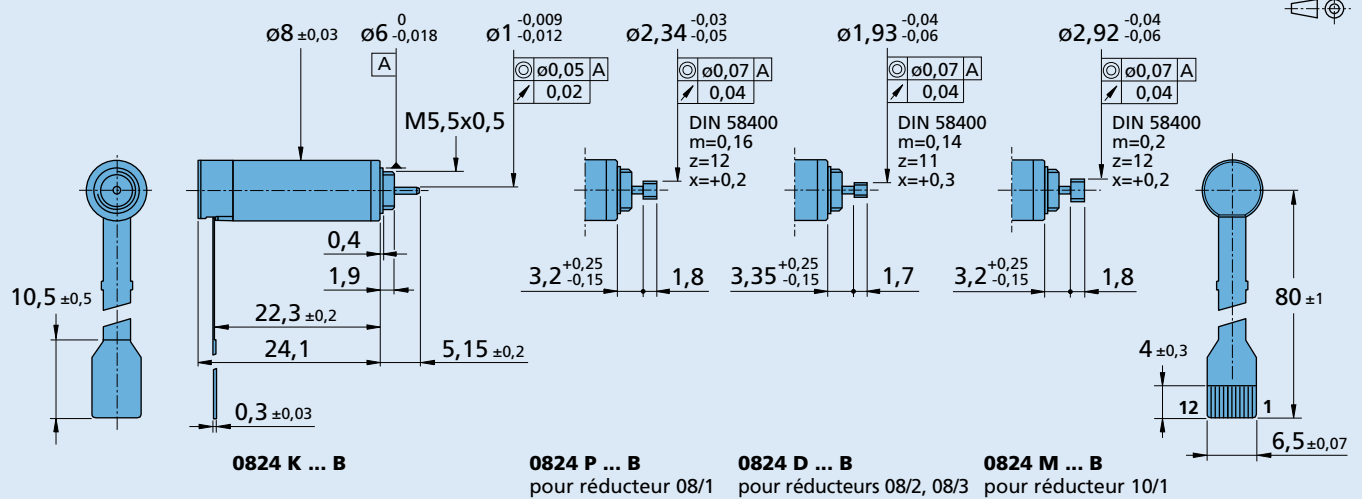 ø8 ±0,03
ø6 0 -0,018
A
ø1 -0,009 -0,012
ø0,05 A
0,02
M5,5x0,5
ø2,34 -0,03 -0,05
ø0,07 A
0,04
DIN 58400
m=0,16
z=12
x=+0,2
ø1,93 -0,04 -0,06
ø0,07 A
0,04
DIN 58400
m=0,14
z=11
x=+0,3
ø2,92 -0,04 -0,06
ø0,07 A
0,04
DIN 58400
m=0,2
z=12
x=+0,2
10,5 ±0,5
0,4
1,9
22,3 ±0,2
24,1
5,15 ±0,2
0,3 ±0,03
3,2 +0,25 -0,15
1,8
3,35 +0,25 -0,15
1,7
3,2 +0,25 -0,15
1,8
80 ±1
4 ±0,3
12
1
6,5 ±0,07
0824 K ... B
0824 P ... B
pour réducteur 08/1
0824 D ... B
pour réducteurs 08/2, 08/3
0824 M ... B
pour réducteur 10/1